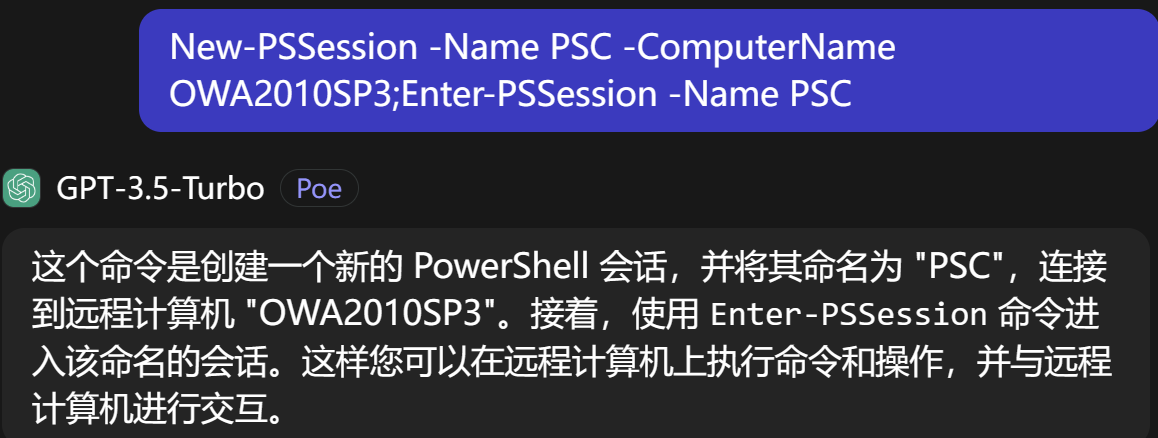 New-PSSession -Name PSC -ComputerName
OWA2010SP3;Enter-PSSession -Name PSC
GPT-3.5-Turbo Poe
这个命令是创建一个新的 PowerShell 会话，并将其命名为 "PSC"，连接
到远程计算机 "OWA2010SP3"。接着，使用 Enter-PSSession 命令进
入该命名的会话。这样您可以在远程计算机上执行命令和操作，并与远程
计算机进行交互。